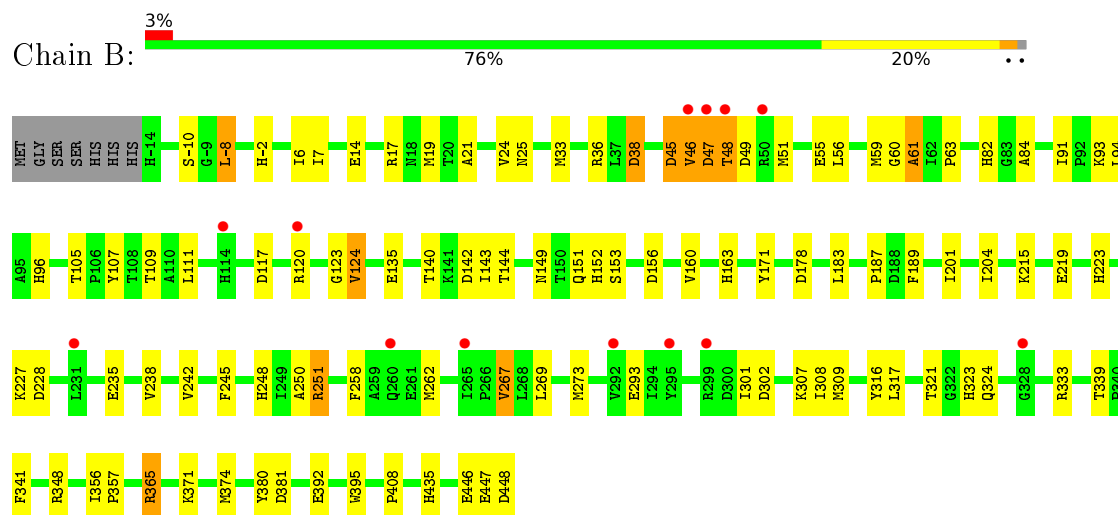 3%
Chain B:
76% 20% • •
MET GLY SER SER HIS HIS HIS H-14 S-10 G-9 L-8 H-2 I6 I7 E14 R17 N18 M19 T20 A21 V24 N25 M33 R36 L37 D38 D45 V46 D47 T48 D49 R50 M51 E55 L56 M59 G60 A61 I62 P63 H82 G83 A84 I91 P92 K93
A95 H96 T105 P106 Y107 T108 T109 A110 L111 H114 D117 R120 G123 V124 E135 T140 K141 D142 I143 T144 N149 T150 Q151 H152 S153 D156 V160 H163 Y171 D178 L183 P187 D188 F189 I201 I204 K215 E219 H223
K227 D228 L231 E235 V238 V242 F245 H248 I249 A250 R251 F258 A259 Q260 E261 M262 I265 P266 V267 L268 L269 M273 V292 E293 I294 Y295 R299 D300 I301 D302 K307 I308 M309 Y316 L317 T321 G322 H323 Q324 G328 R333 T339
F341 R348 I356 P357 R365 K371 M374 Y380 D381 E392 W395 P408 H435 E446 E447 D448